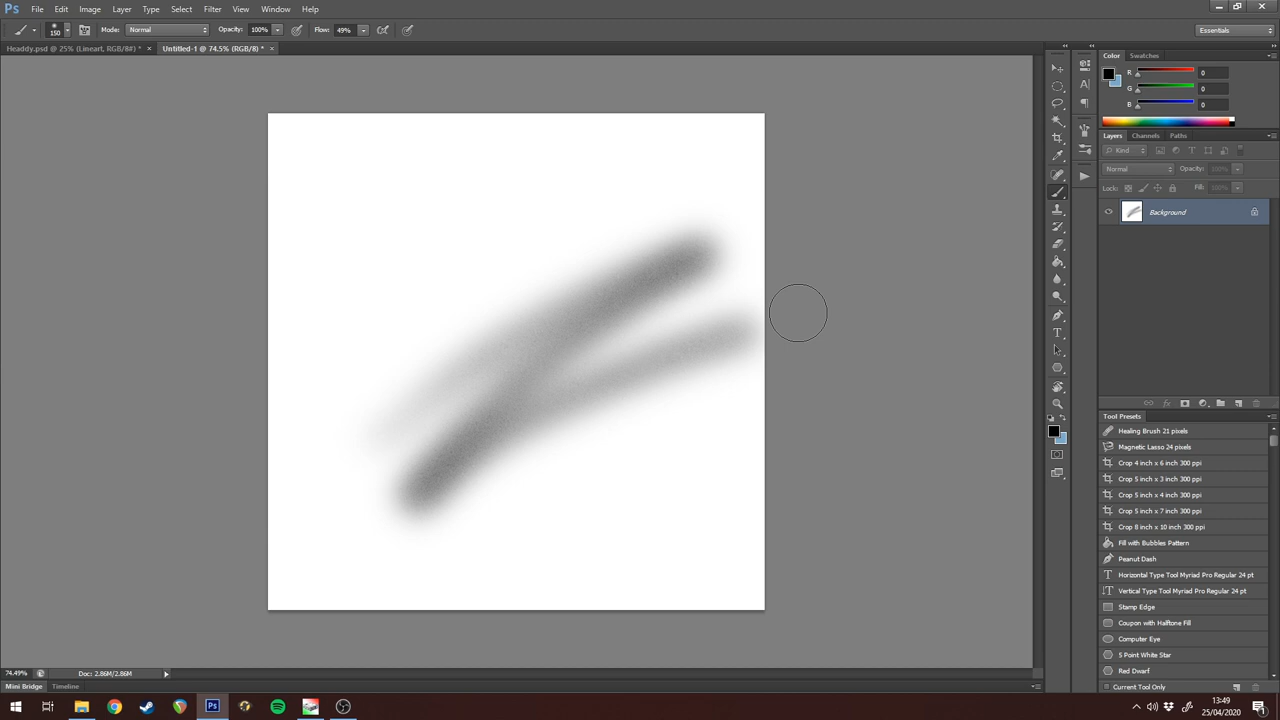 Ps File Edit Image Layer Type Select Filter View Window Help
150 Mode: Normal Opacity: 100% Flow: 49% Essentials
Headdy.psd @ 25% (Lineart, RGB/8#) * × Untitled-1 @ 74.5% (RGB/8) * ×
Color Swatches
R 0
G 0
B 0
Layers Channels Paths
Kind
Normal Opacity: 100%
Lock: Fill: 100%
Background
Tool Presets
Healing Brush 21 pixels
Magnetic Lasso 24 pixels
Crop 4 inch x 6 inch 300 ppi
Crop 5 inch x 3 inch 300 ppi
Crop 5 inch x 4 inch 300 ppi
Crop 5 inch x 7 inch 300 ppi
Crop 8 inch x 10 inch 300 ppi
Fill with Bubbles Pattern
Peanut Dash
Horizontal Type Tool Myriad Pro Regular 24 pt
Vertical Type Tool Myriad Pro Regular 24 pt
Stamp Edge
Coupon with Halftone Fill
Computer Eye
5 Point White Star
Red Dwarf
Current Tool Only
74.49% Doc: 2.86M/2.86M
Mini Bridge Timeline
Ps
13:49
25/04/2020
1